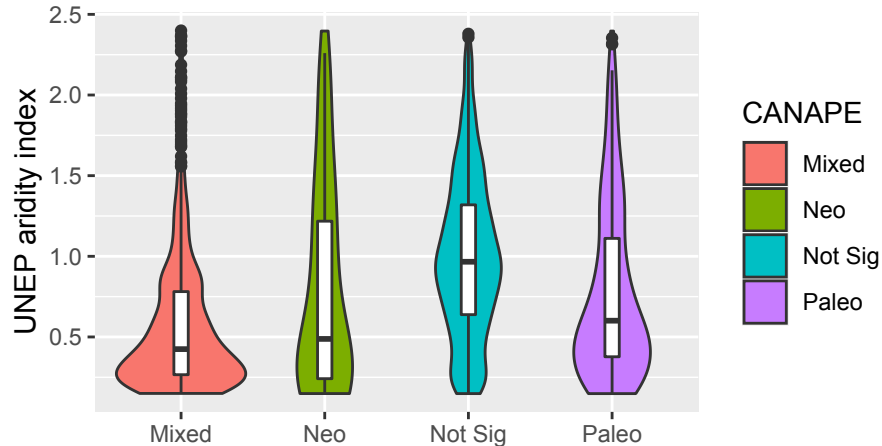 2.5
2.0
1.5
1.0
0.5
UNEP aridity index
Mixed
Neo
Not Sig
Paleo
CANAPE
Mixed
Neo
Not Sig
Paleo